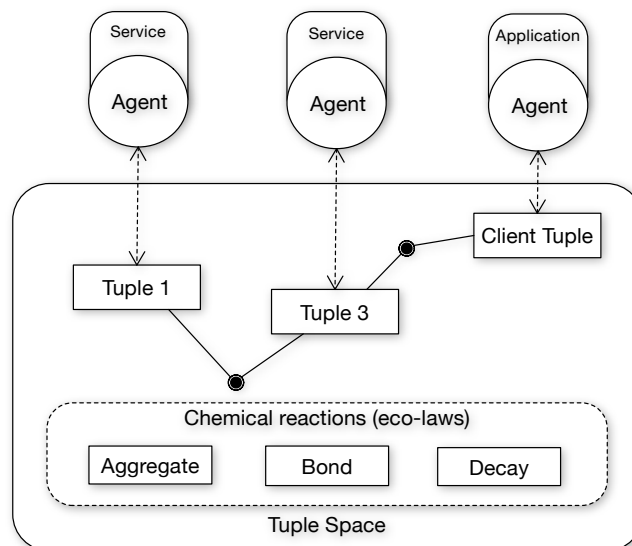 Service
Service
Application
Agent
Agent
Agent
Client Tuple
Tuple 1
Tuple 3
Chemical reactions (eco-laws)
Aggregate
Bond
Decay
Tuple Space